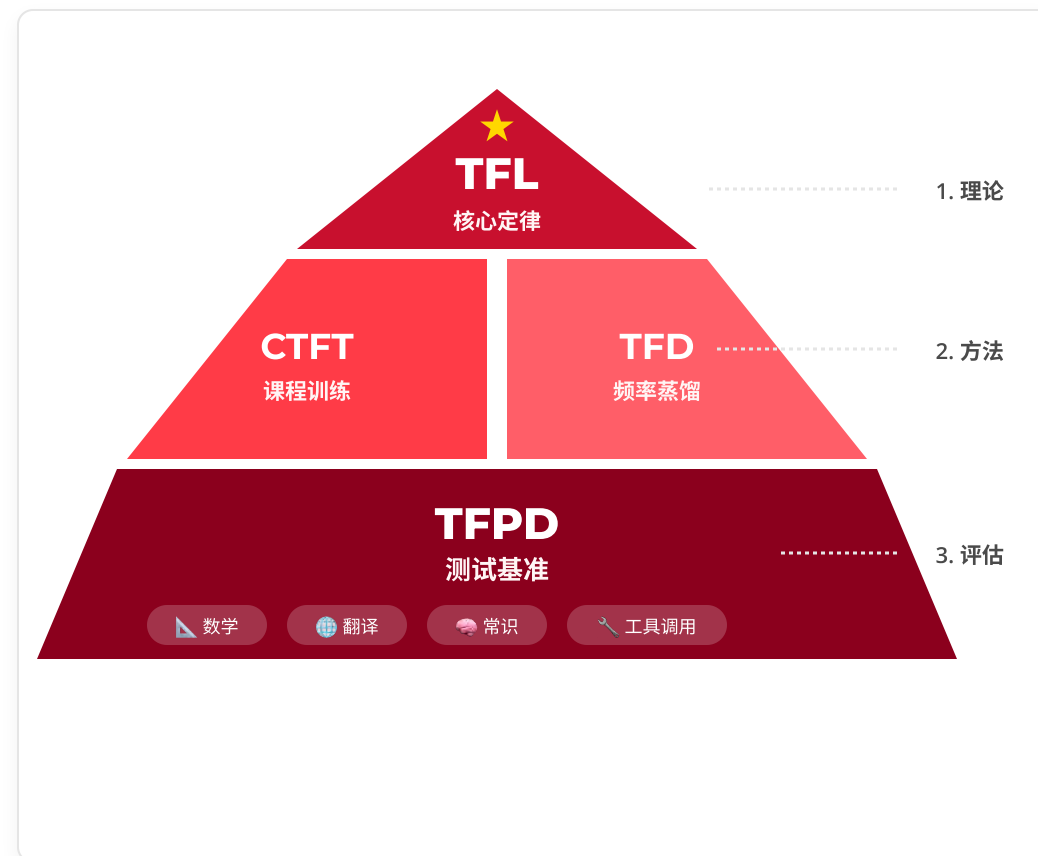 TFL
核心定律
1. 理论
CTFT
课程训练
TFD
频率蒸馏
2. 方法
TFPD
测试基准
3. 评估
数学
翻译
常识
工具调用